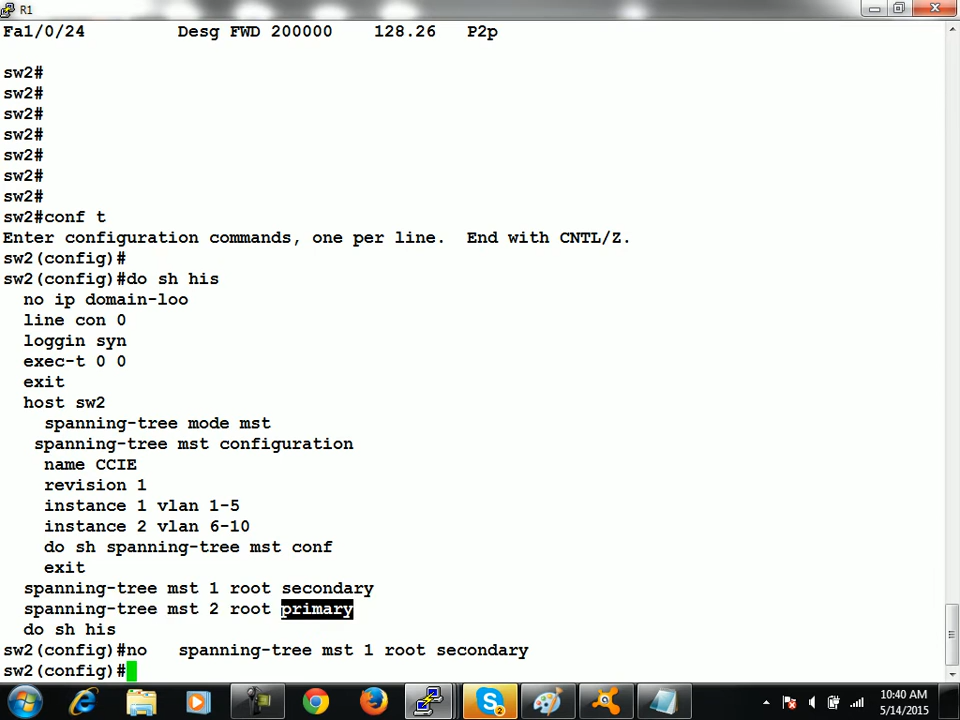 R1
Fa1/0/24 Desg FWD 200000 128.26 P2p
sw2#
sw2#
sw2#
sw2#
sw2#
sw2#
sw2#
sw2#conf t
Enter configuration commands, one per line. End with CNTL/Z.
sw2(config)#
sw2(config)#do sh his
no ip domain-loo
line con 0
loggin syn
exec-t 0 0
exit
host sw2
spanning-tree mode mst
spanning-tree mst configuration
name CCIE
revision 1
instance 1 vlan 1-5
instance 2 vlan 6-10
do sh spanning-tree mst conf
exit
spanning-tree mst 1 root secondary
spanning-tree mst 2 root primary
do sh his
sw2(config)#no spanning-tree mst 1 root secondary
sw2(config)#
2
10:40 AM
5/14/2015